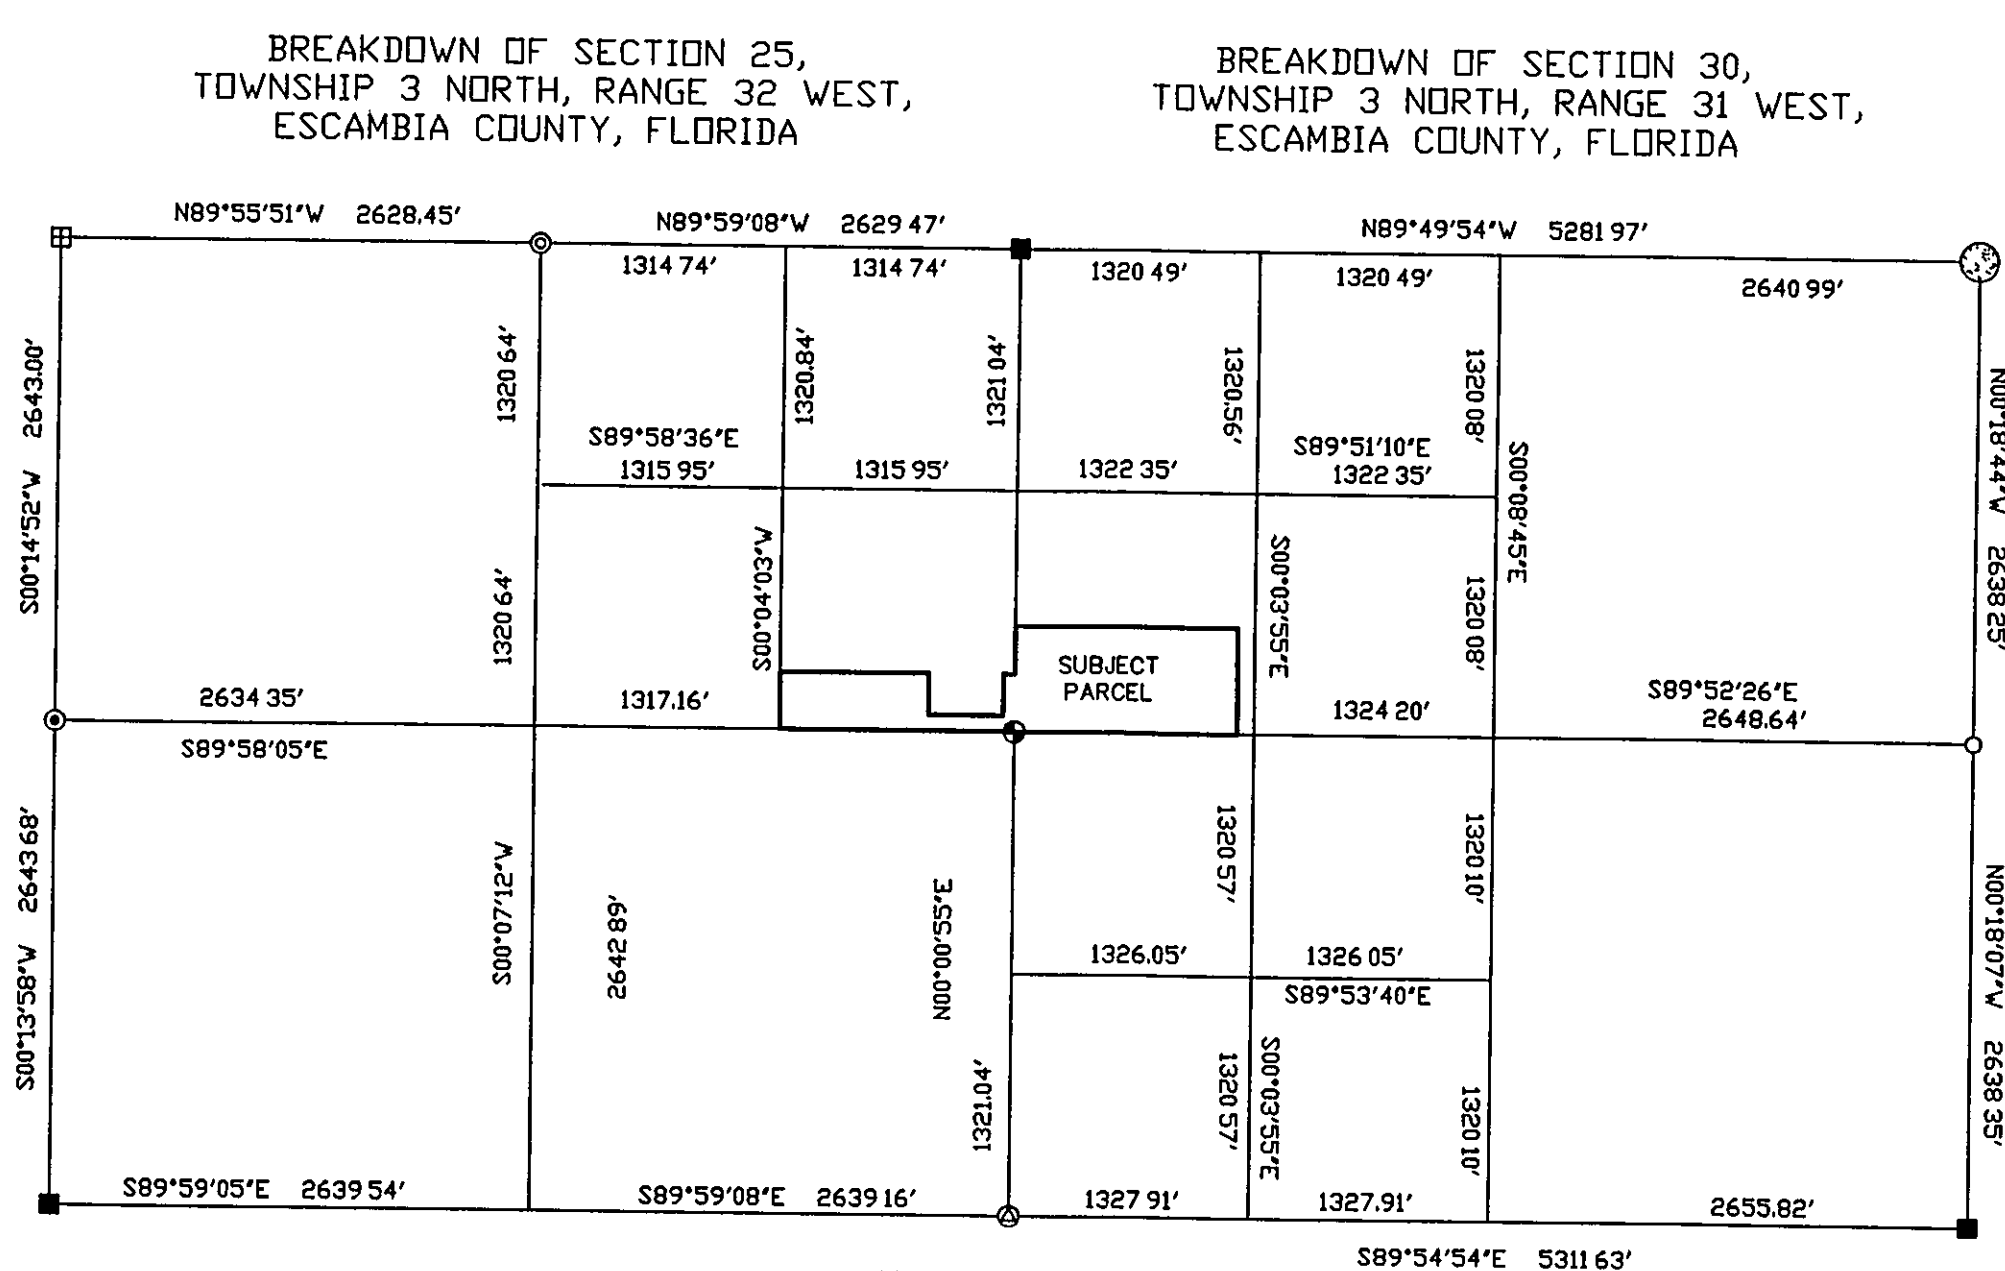 BREAKDOWN OF SECTION 25,
TOWNSHIP 3 NORTH, RANGE 32 WEST,
ESCAMBIA COUNTY, FLORIDA
BREAKDOWN OF SECTION 30,
TOWNSHIP 3 NORTH, RANGE 31 WEST,
ESCAMBIA COUNTY, FLORIDA
N89°55'51"W 2628.45'
N89°59'08"W 2629 47'
N89°49'54"W 5281 97'
1314 74'
1314 74'
1320 49'
1320 49'
2640 99'
S00°14'52"W 2643.00'
1320 64'
1320.84'
1321 04'
1320.56'
1320 08'
N00°18'44"W 2638 25'
S89°58'36"E
1315 95'
1315 95'
1322 35'
S89°51'10"E
1322 35'
S00°08'45"E
1320 64'
S00°04'03"W
S00°03'55"E
1320 08'
SUBJECT
PARCEL
2634 35'
1317.16'
1324 20'
S89°52'26"E
2648.64'
S89°58'05"E
S00°13'58"W 2643 68'
S00°07'12"W
2642 89'
N00°00'55"E
1320 57'
1320 10'
N00°18'07"W 2638 35'
1326.05'
1326 05'
S89°53'40"E
1321.04'
1320 57'
S00°03'55"E
1320 10'
S89°59'05"E 2639 54'
S89°59'08"E 2639 16'
1327 91'
1327.91'
2655.82'
S89°54'54"E 5311 63'